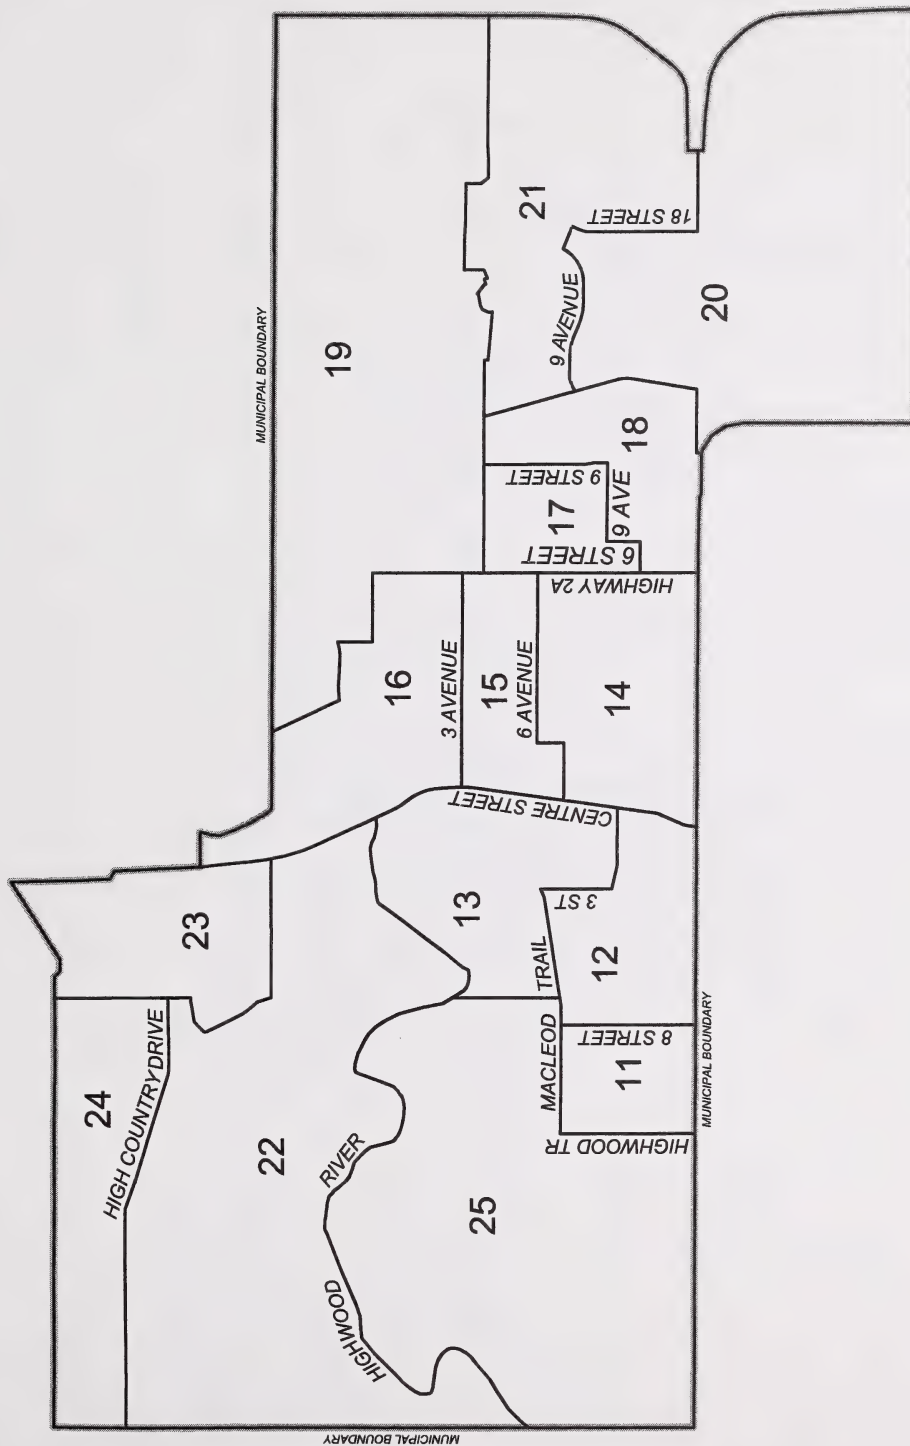 MUNICIPAL BOUNDARY
19
21
18 STREET
9 AVENUE
20
18
9 STREET
17
9 AVE
6 STREET
HIGHWAY 2A
16
3 AVENUE
15
6 AVENUE
14
CENTRE STREET
23
13
3 ST
TRAIL
12
MACLEOD
8 STREET
11
HIGHWOOD TR
MUNICIPAL BOUNDARY
24
HIGH COUNTRY DRIVE
22
RIVER
25
HIGHWOOD
MUNICIPAL BOUNDARY